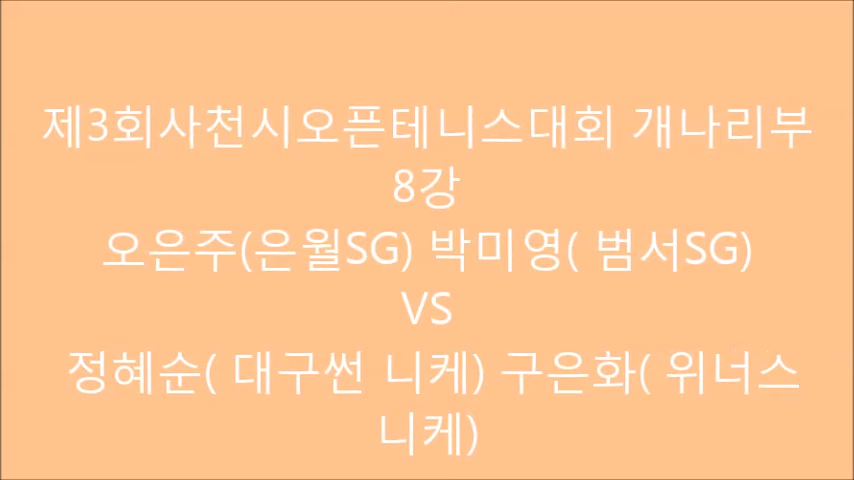 제3회사천시오픈테니스대회 개나리부
8강
오은주(은월SG) 박미영( 범서SG)
VS
정혜순( 대구썬 니케) 구은화( 위너스
니케)